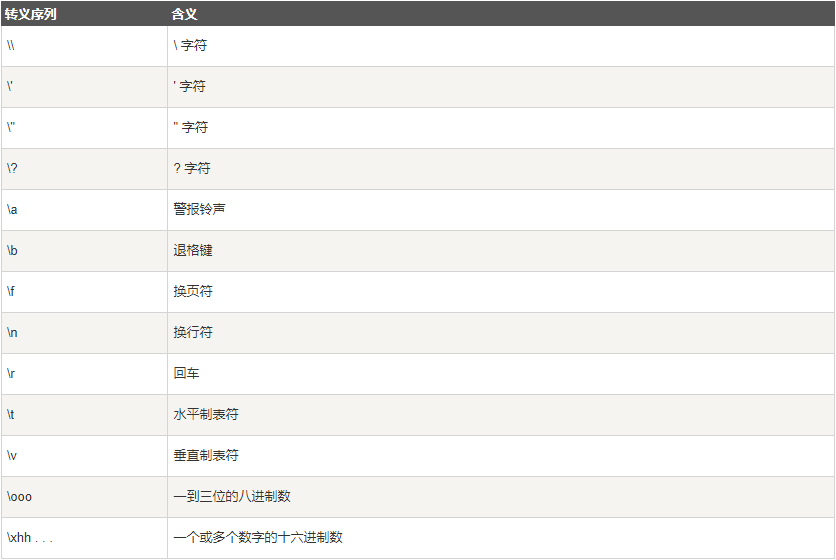 转义序列 含义
\\ \ 字符
\' ' 字符
\" " 字符
\? ? 字符
\a 警报铃声
\b 退格键
\f 换页符
\n 换行符
\r 回车
\t 水平制表符
\v 垂直制表符
\ooo 一到三位的八进制数
\xhh . . . 一个或多个数字的十六进制数